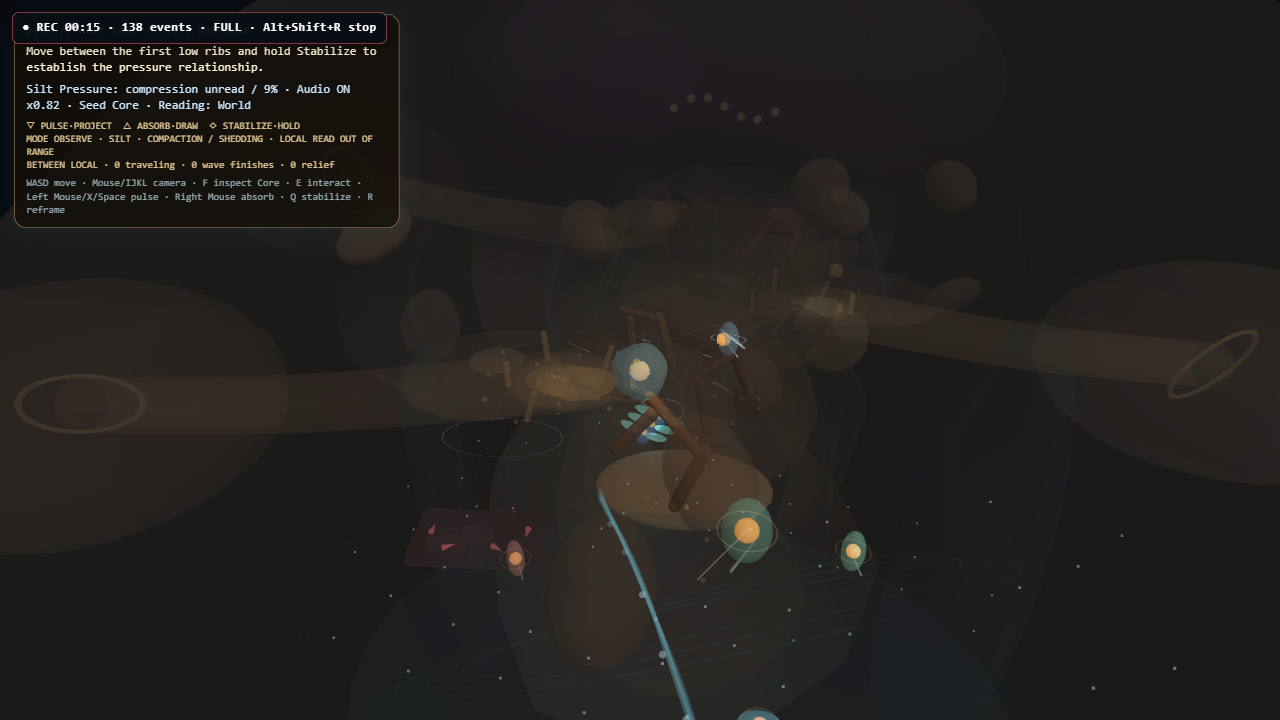 ● REC 00:15 · 138 events · FULL · Alt+Shift+R stop
Move between the first low ribs and hold Stabilize to
establish the pressure relationship.
Silt Pressure: compression unread / 9% · Audio ON
x0.82 · Seed Core · Reading: World
▽ PULSE·PROJECT △ ABSORB·DRAW ◇ STABILIZE·HOLD
MODE OBSERVE · SILT · COMPACTION / SHEDDING · LOCAL READ OUT OF
RANGE
BETWEEN LOCAL · 0 traveling · 0 wave finishes · 0 relief
WASD move · Mouse/IJKL camera · F inspect Core · E interact ·
Left Mouse/X/Space pulse · Right Mouse absorb · Q stabilize · R
reframe